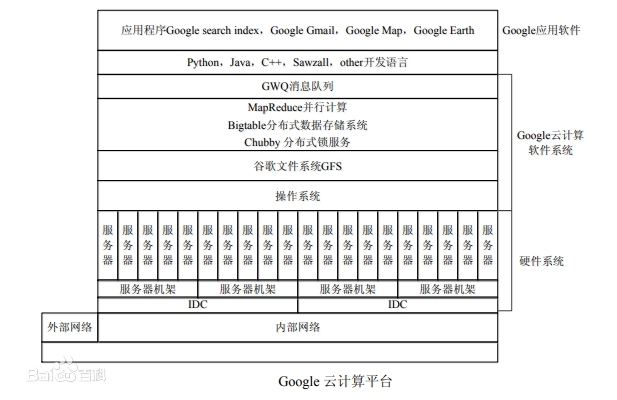 应用程序Google search index，Google Gmail，Google Map，Google Earth
Google应用软件
Python，Java，C++，Sawzall，other开发语言
GWQ消息队列
MapReduce并行计算
Bigtable分布式数据存储系统
Chubby 分布式锁服务
Google云计算
软件系统
谷歌文件系统GFS
操作系统
服务器 服务器 服务器 服务器 服务器 服务器 服务器 服务器 服务器 服务器 服务器 服务器 服务器 服务器 服务器 服务器 服务器 服务器 服务器 服务器
硬件系统
服务器机架 服务器机架 服务器机架 服务器机架
IDC IDC
外部网络 内部网络
Bai百科
Google 云计算平台